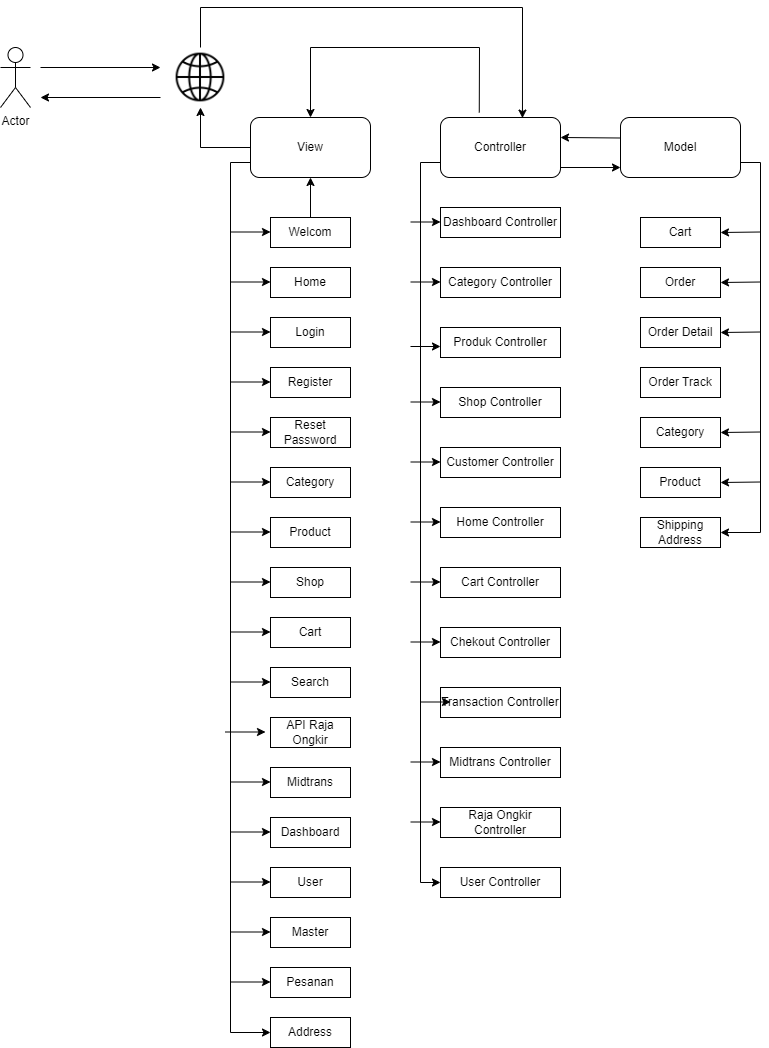 Actor
View
Controller
Model
Welcom
Home
Login
Register
Reset
Password
Category
Product
Shop
Cart
Search
API Raja
Ongkir
Midtrans
Dashboard
User
Master
Pesanan
Address
Dashboard Controller
Category Controller
Produk Controller
Shop Controller
Customer Controller
Home Controller
Cart Controller
Chekout Controller
Transaction Controller
Midtrans Controller
Raja Ongkir
Controller
User Controller
Cart
Order
Order Detail
Order Track
Category
Product
Shipping
Address